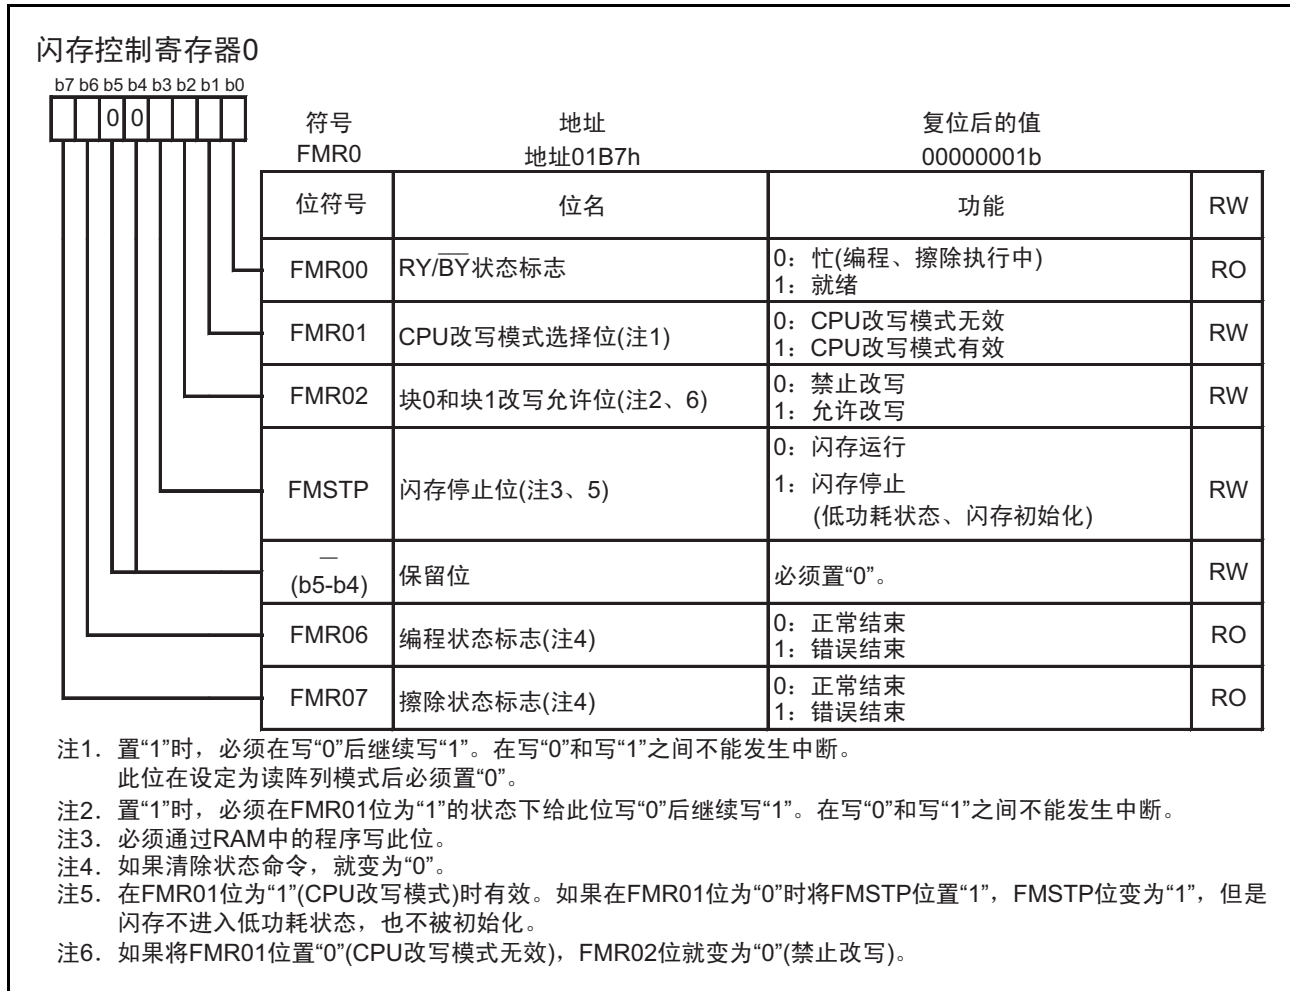 闪存控制寄存器0
b7 b6 b5 b4 b3 b2 b1 b0
0 0
符号 地址 复位后的值
FMR0 地址01B7h 00000001b
位符号 位名 功能 RW
FMR00 RY/BY状态标志 0：忙(编程、擦除执行中) RO
1：就绪
FMR01 CPU改写模式选择位(注1) 0：CPU改写模式无效 RW
1：CPU改写模式有效
FMR02 块0和块1改写允许位(注2、6) 0：禁止改写 RW
1：允许改写
FMSTP 闪存停止位(注3、5) 0：闪存运行 RW
1：闪存停止
(低功耗状态、闪存初始化)
—
(b5-b4) 保留位 必须置“0”。 RW
FMR06 编程状态标志(注4) 0：正常结束 RO
1：错误结束
FMR07 擦除状态标志(注4) 0：正常结束 RO
1：错误结束
注1. 置“1”时，必须在写“0”后继续写“1”。在写“0”和写“1”之间不能发生中断。
此位在设定为读阵列模式后必须置“0”。
注2. 置“1”时，必须在FMR01位为“1”的状态下给此位写“0”后继续写“1”。在写“0”和写“1”之间不能发生中断。
注3. 必须通过RAM中的程序写此位。
注4. 如果清除状态命令，就变为“0”。
注5. 在FMR01位为“1”(CPU改写模式)时有效。如果在FMR01位为“0”时将FMSTP位置“1”，FMSTP位变为“1”，但是
闪存不进入低功耗状态，也不被初始化。
注6. 如果将FMR01位置“0”(CPU改写模式无效)，FMR02位就变为“0”(禁止改写)。